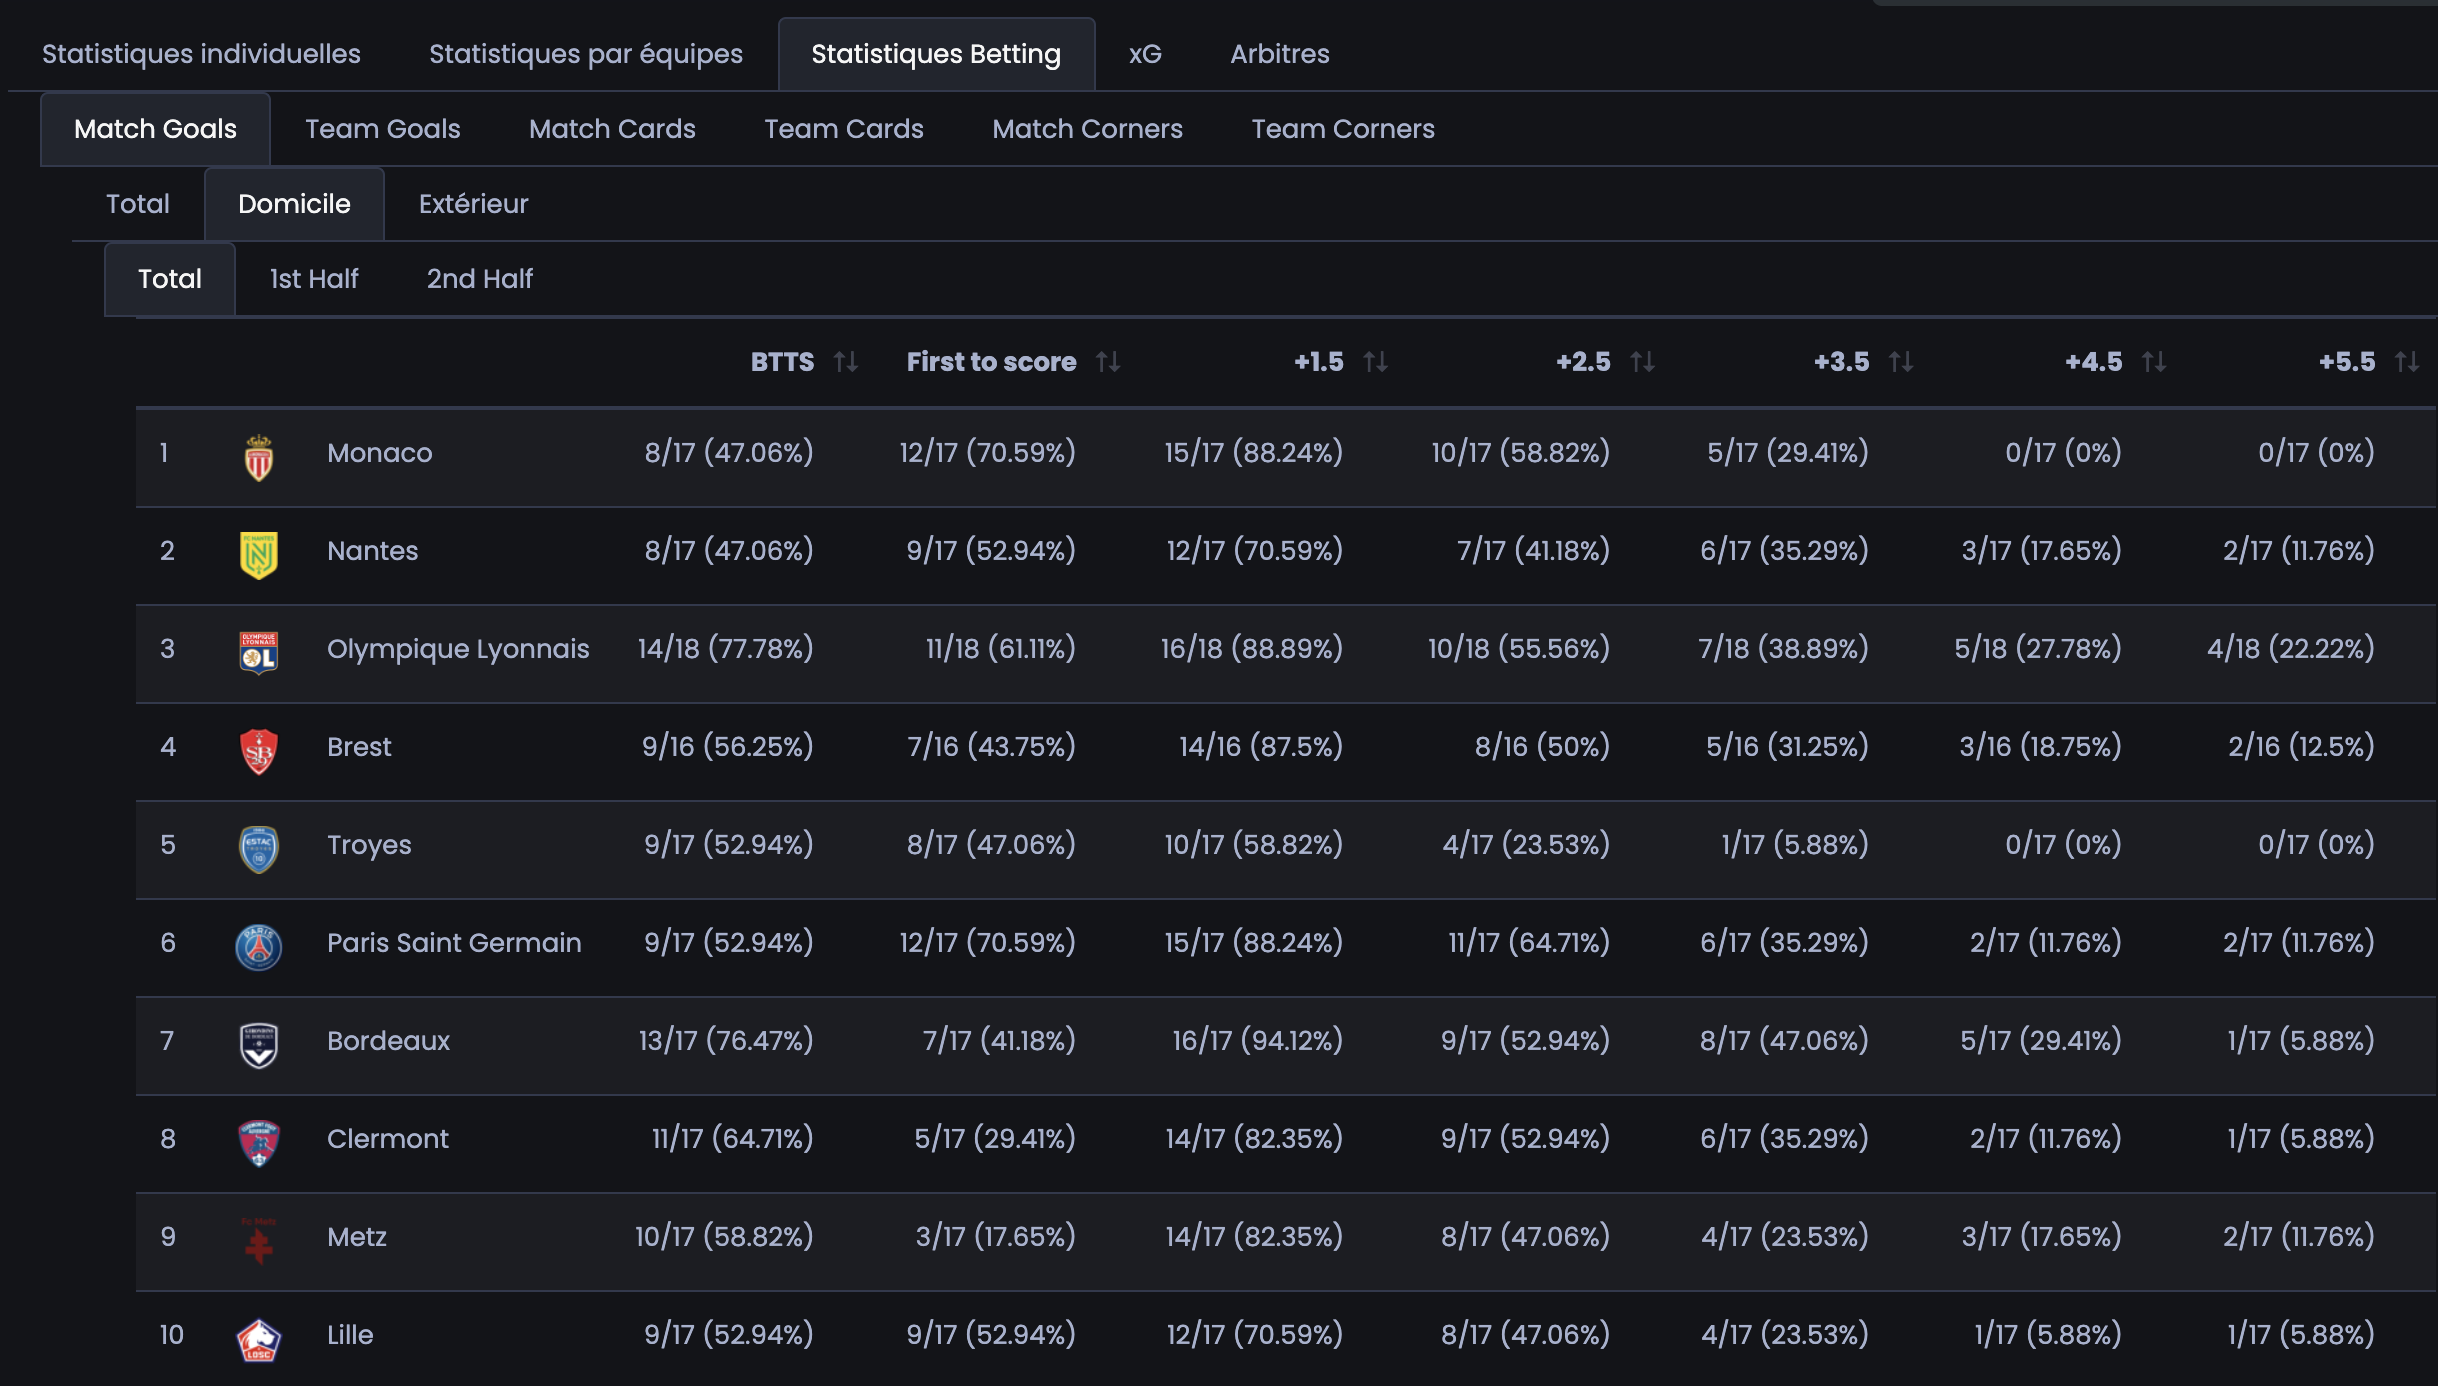 Statistiques individuelles Statistiques par équipes Statistiques Betting xG Arbitres
Match Goals Team Goals Match Cards Team Cards Match Corners Team Corners
Total Domicile Extérieur
Total 1st Half 2nd Half
BTTS First to score +1.5 +2.5 +3.5 +4.5 +5.5
1 Monaco 8/17 (47.06%) 12/17 (70.59%) 15/17 (88.24%) 10/17 (58.82%) 5/17 (29.41%) 0/17 (0%) 0/17 (0%)
2 Nantes 8/17 (47.06%) 9/17 (52.94%) 12/17 (70.59%) 7/17 (41.18%) 6/17 (35.29%) 3/17 (17.65%) 2/17 (11.76%)
3 Olympique Lyonnais 14/18 (77.78%) 11/18 (61.11%) 16/18 (88.89%) 10/18 (55.56%) 7/18 (38.89%) 5/18 (27.78%) 4/18 (22.22%)
4 Brest 9/16 (56.25%) 7/16 (43.75%) 14/16 (87.5%) 8/16 (50%) 5/16 (31.25%) 3/16 (18.75%) 2/16 (12.5%)
5 Troyes 9/17 (52.94%) 8/17 (47.06%) 10/17 (58.82%) 4/17 (23.53%) 1/17 (5.88%) 0/17 (0%) 0/17 (0%)
6 Paris Saint Germain 9/17 (52.94%) 12/17 (70.59%) 15/17 (88.24%) 11/17 (64.71%) 6/17 (35.29%) 2/17 (11.76%) 2/17 (11.76%)
7 Bordeaux 13/17 (76.47%) 7/17 (41.18%) 16/17 (94.12%) 9/17 (52.94%) 8/17 (47.06%) 5/17 (29.41%) 1/17 (5.88%)
8 Clermont 11/17 (64.71%) 5/17 (29.41%) 14/17 (82.35%) 9/17 (52.94%) 6/17 (35.29%) 2/17 (11.76%) 1/17 (5.88%)
9 Metz 10/17 (58.82%) 3/17 (17.65%) 14/17 (82.35%) 8/17 (47.06%) 4/17 (23.53%) 3/17 (17.65%) 2/17 (11.76%)
10 Lille 9/17 (52.94%) 9/17 (52.94%) 12/17 (70.59%) 8/17 (47.06%) 4/17 (23.53%) 1/17 (5.88%) 1/17 (5.88%)